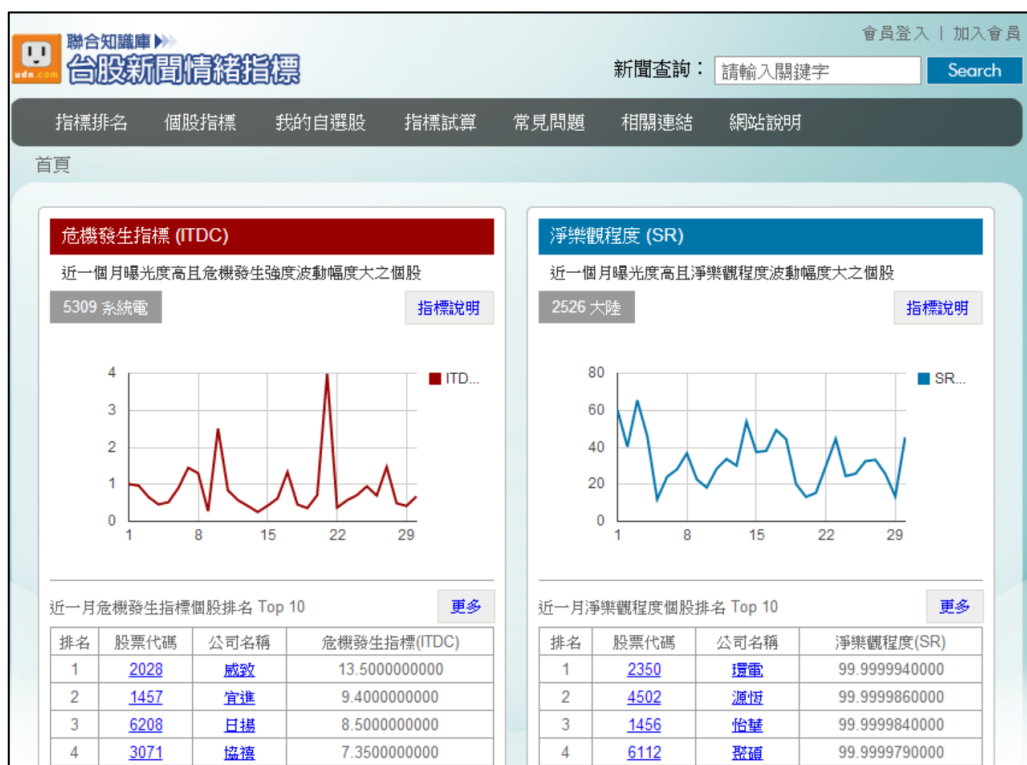 會員登入 | 加入會員
聯合知識庫
udn.com
台股新聞情緒指標
新聞查詢：
請輸入關鍵字
Search
指標排名 個股指標 我的自選股 指標試算 常見問題 相關連結 網站說明
首頁
危機發生指標 (ITDC)
近一個月曝光度高且危機發生強度波動幅度大之個股
5309 系統電
指標說明
4
3
2
1
0
1 8 15 22 29
ITD...
近一月危機發生指標個股排名 Top 10
更多
排名 股票代碼 公司名稱 危機發生指標(ITDC)
1 2028 威致 13.5000000000
2 1457 宜進 9.4000000000
3 6208 日揚 8.5000000000
4 3071 協禧 7.3500000000
淨樂觀程度 (SR)
近一個月曝光度高且淨樂觀程度波動幅度大之個股
2526 大陸
指標說明
80
60
40
20
0
1 8 15 22 29
SR...
近一月淨樂觀程度個股排名 Top 10
更多
排名 股票代碼 公司名稱 淨樂觀程度(SR)
1 2350 環電 99.9999940000
2 4502 源恆 99.9999860000
3 1456 怡華 99.9999840000
4 6112 聚碩 99.9999790000